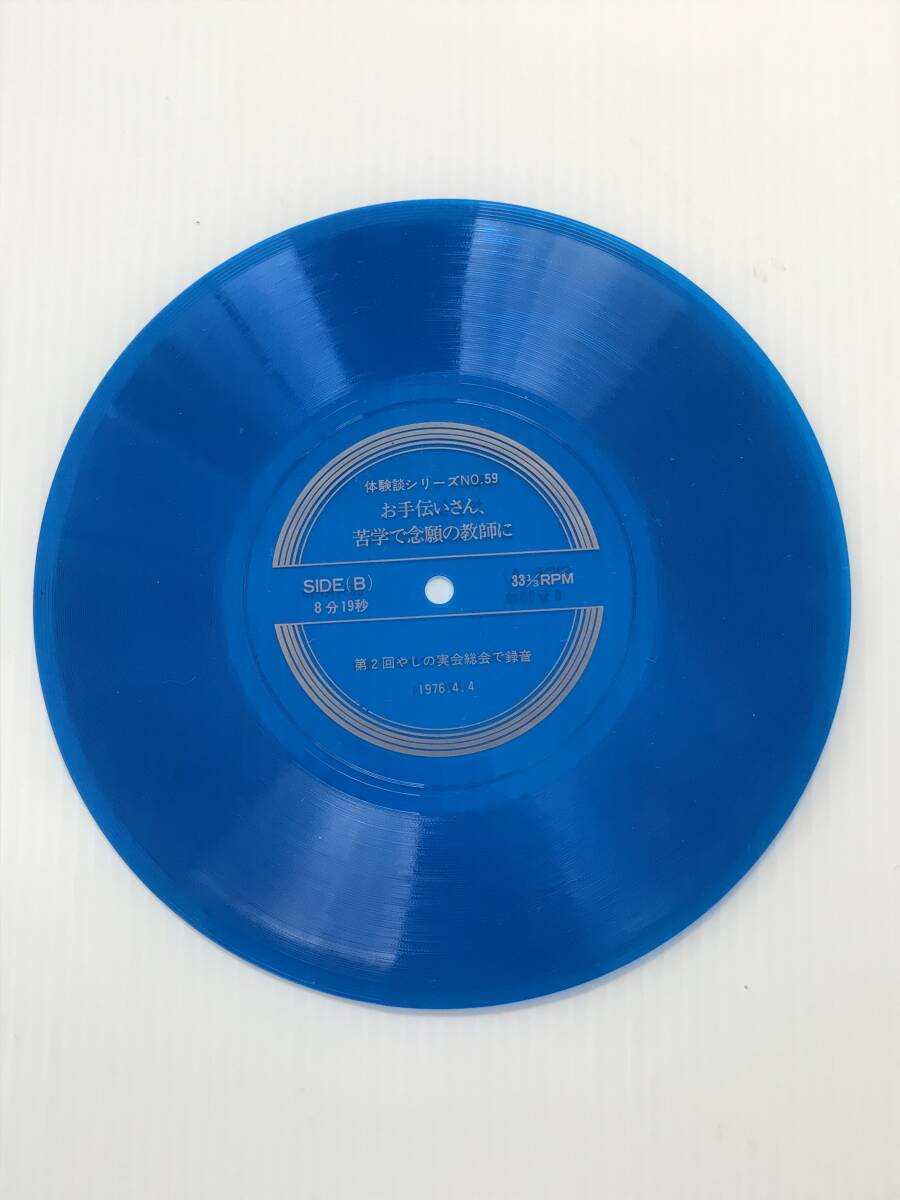 体験談シリーズNO.59
お手伝いさん、
苦学で念願の教師に
SIDE(B)
8分19秒
33⅓RPM
第2回やしの実会総会で録音
1976.4.4